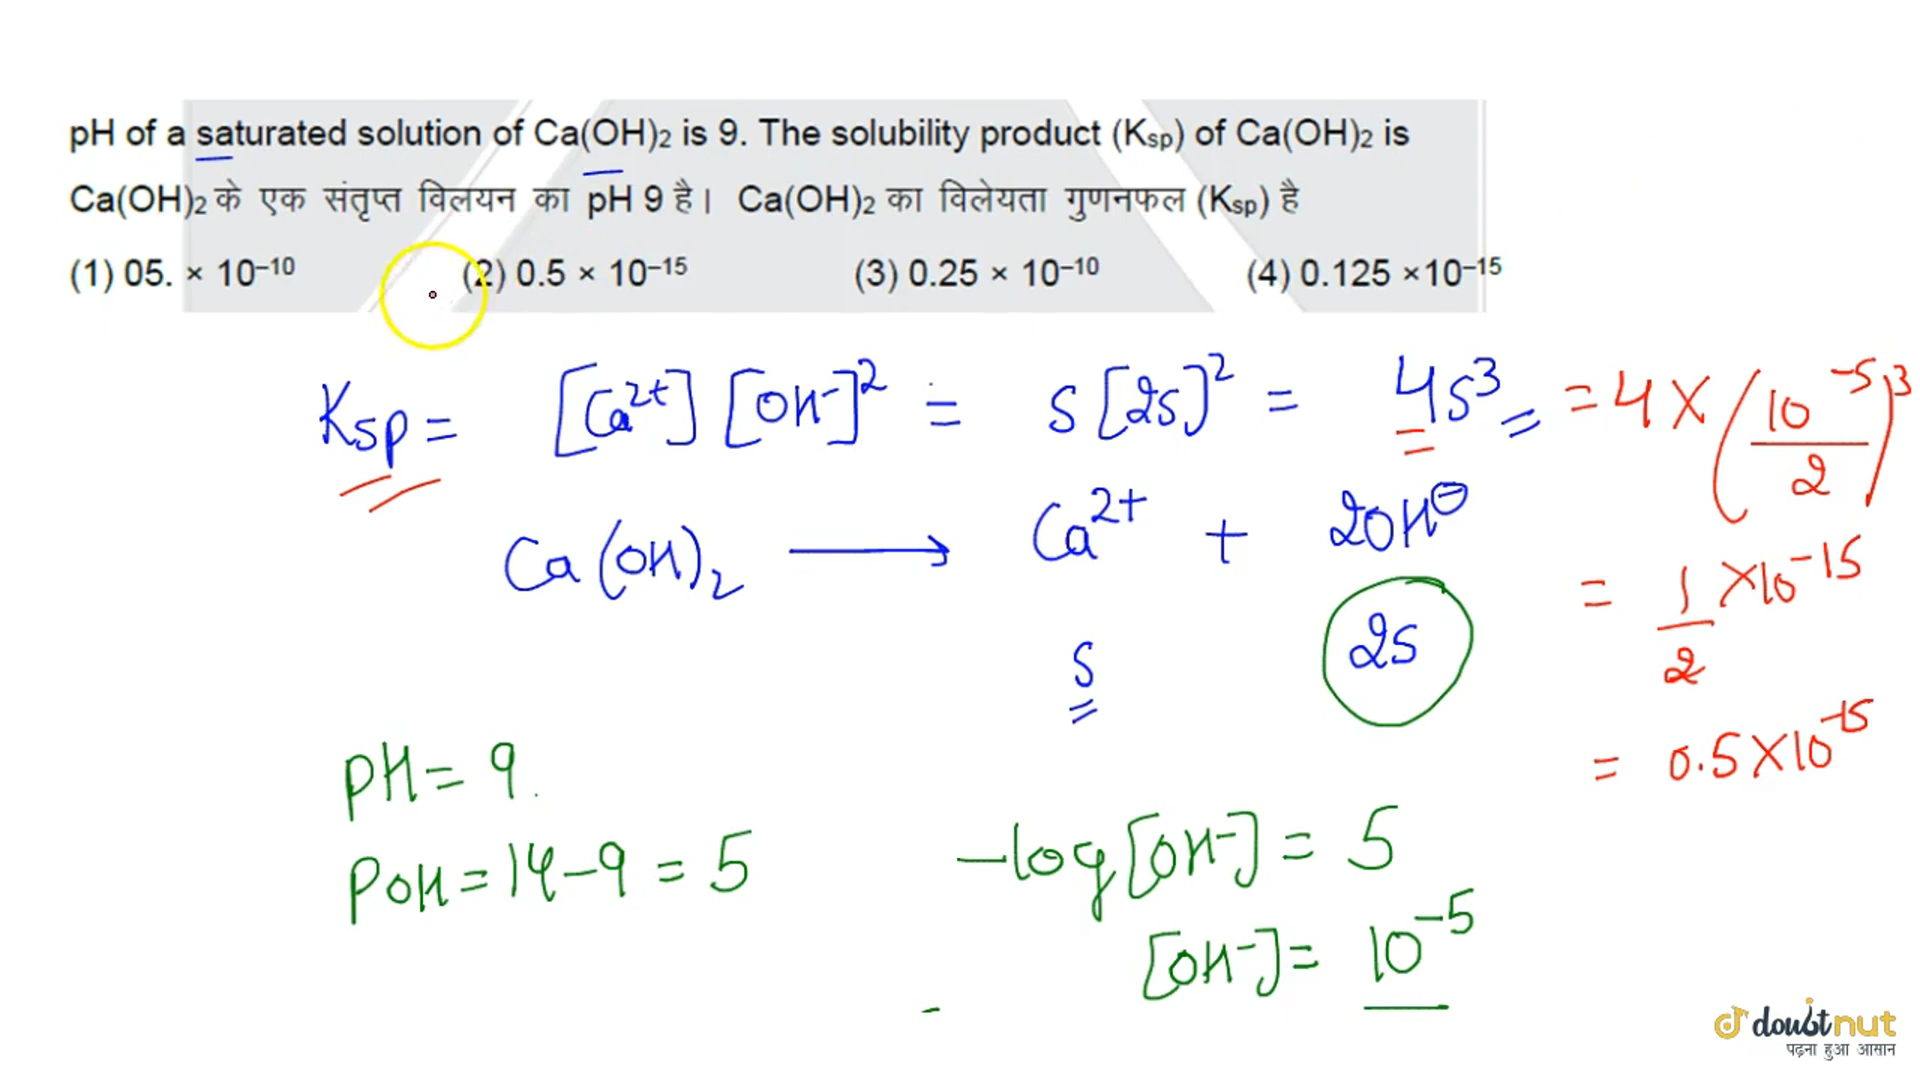 pH of a saturated solution of Ca(OH)₂ is 9. The solubility product (Kₛₚ) of Ca(OH)₂ is
Ca(OH)₂ के एक संतृप्त विलयन का pH 9 है। Ca(OH)₂ का विलेयता गुणनफल (Kₛₚ) है
(1) 05. × 10⁻¹⁰ (2) 0.5 × 10⁻¹⁵ (3) 0.25 × 10⁻¹⁰ (4) 0.125 ×10⁻¹⁵
Ksp = [Ca²⁺] [OH⁻]² = S[2S]² = 4S³ = 4 × (10⁻⁵/2)³
Ca(OH)₂ ⟶ Ca²⁺ + 2OH⊖
= 1/2 × 10⁻¹⁵
S 2S
= 0.5 × 10⁻¹⁵
pH = 9.
POH = 14 – 9 = 5
–log[OH⁻] = 5
[OH⁻] = 10⁻⁵
doubtnut
पढ़ना हुआ आसान